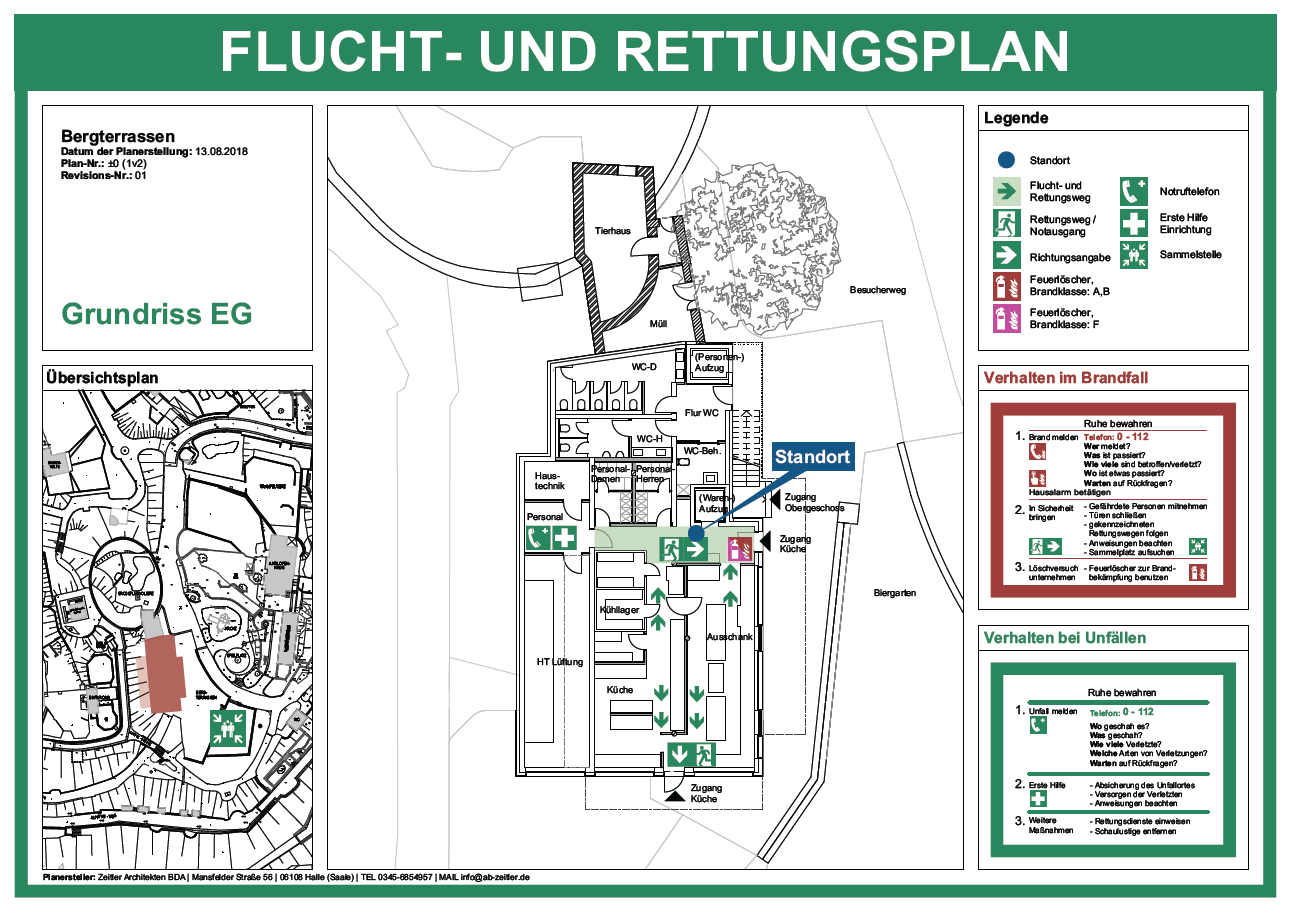 FLUCHT- UND RETTUNGSPLAN
Bergterrassen
Datum der Planerstellung: 13.08.2018
Plan-Nr.: ±0 (1v2)
Revisions-Nr.: 01
Grundriss EG
Übersichtsplan
Tierhaus
Müll
Besucherweg
(Personen-)
Aufzug
WC-D
Flur WC
WC-H
WC-Beh.
Standort
Haus-
technik
Personal-
Damen
Personal-
Herren
(Waren-)
Aufzug
Zugang
Obergeschoss
Personal
Zugang
Küche
Kühllager
Biergarten
Ausschank
HT Lüftung
Küche
Zugang
Küche
Legende
Standort
Flucht- und
Rettungsweg
Rettungsweg /
Notausgang
Richtungsangabe
Feuerlöscher,
Brandklasse: A,B
Feuerlöscher,
Brandklasse: F
Notruftelefon
Erste Hilfe
Einrichtung
Sammelstelle
Verhalten im Brandfall
Ruhe bewahren
1. Brand melden Telefon: 0 - 112
Wer meldet?
Was ist passiert?
Wie viele sind betroffen/verletzt?
Wo ist etwas passiert?
Warten auf Rückfragen?
Hausalarm betätigen
2. In Sicherheit bringen
- Gefährdete Personen mitnehmen
- Türen schließen
- gekennzeichneten
Rettungswegen folgen
- Anweisungen beachten
- Sammelplatz aufsuchen
3. Löschversuch unternehmen
- Feuerlöscher zur Brand-
bekämpfung benutzen
Verhalten bei Unfällen
Ruhe bewahren
1. Unfall melden Telefon: 0 - 112
Wo geschah es?
Was geschah?
Wie viele Verletzte?
Welche Arten von Verletzungen?
Warten auf Rückfragen?
2. Erste Hilfe
- Absicherung des Unfallortes
- Versorgen der Verletzten
- Anweisungen beachten
3. Weitere Maßnahmen
- Rettungsdienste einweisen
- Schaulustige entfernen
Planersteller: Zeitler Architekten BDA | Mansfelder Straße 56 | 06108 Halle (Saale) | TEL 0345-6854957 | MAIL info@ab-zeitler.de